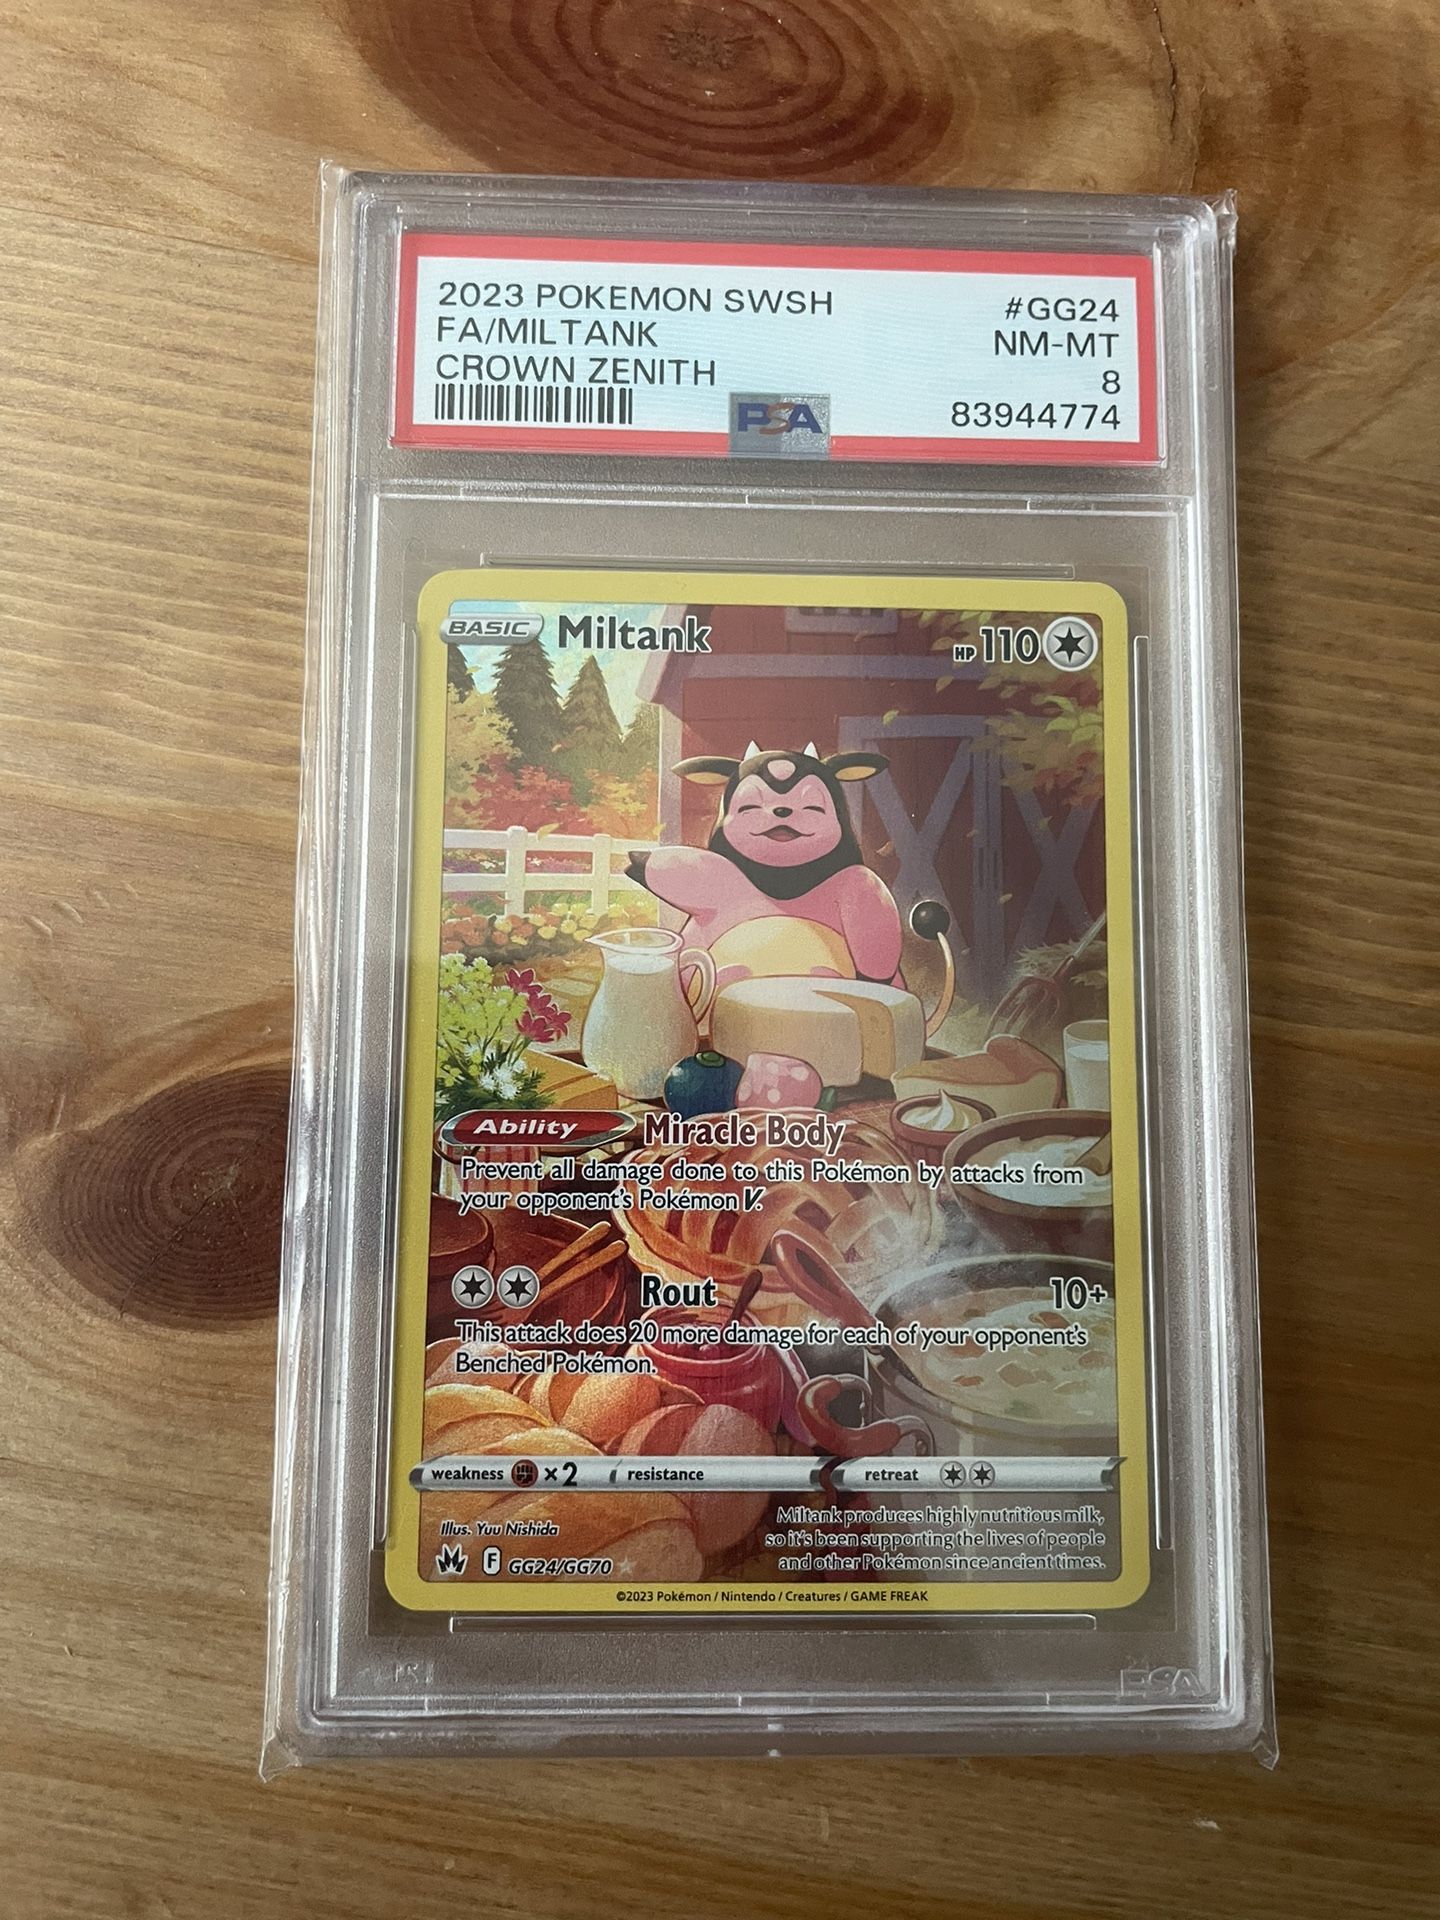 2023 POKEMON SWSH #GG24
FA/MILTANK NM-MT
CROWN ZENITH 8
83944774
PSA
BASIC Miltank HP 110
Ability Miracle Body
Prevent all damage done to this Pokémon by attacks from
your opponent's Pokémon V.
Rout 10+
This attack does 20 more damage for each of your opponent's
Benched Pokémon.
weakness ×2 resistance retreat
Illus. Yuu Nishida
Miltank produces highly nutritious milk,
so it's been supporting the lives of people
and other Pokémon since ancient times.
F GG24/GG70
©2023 Pokémon / Nintendo / Creatures / GAME FREAK
PSA